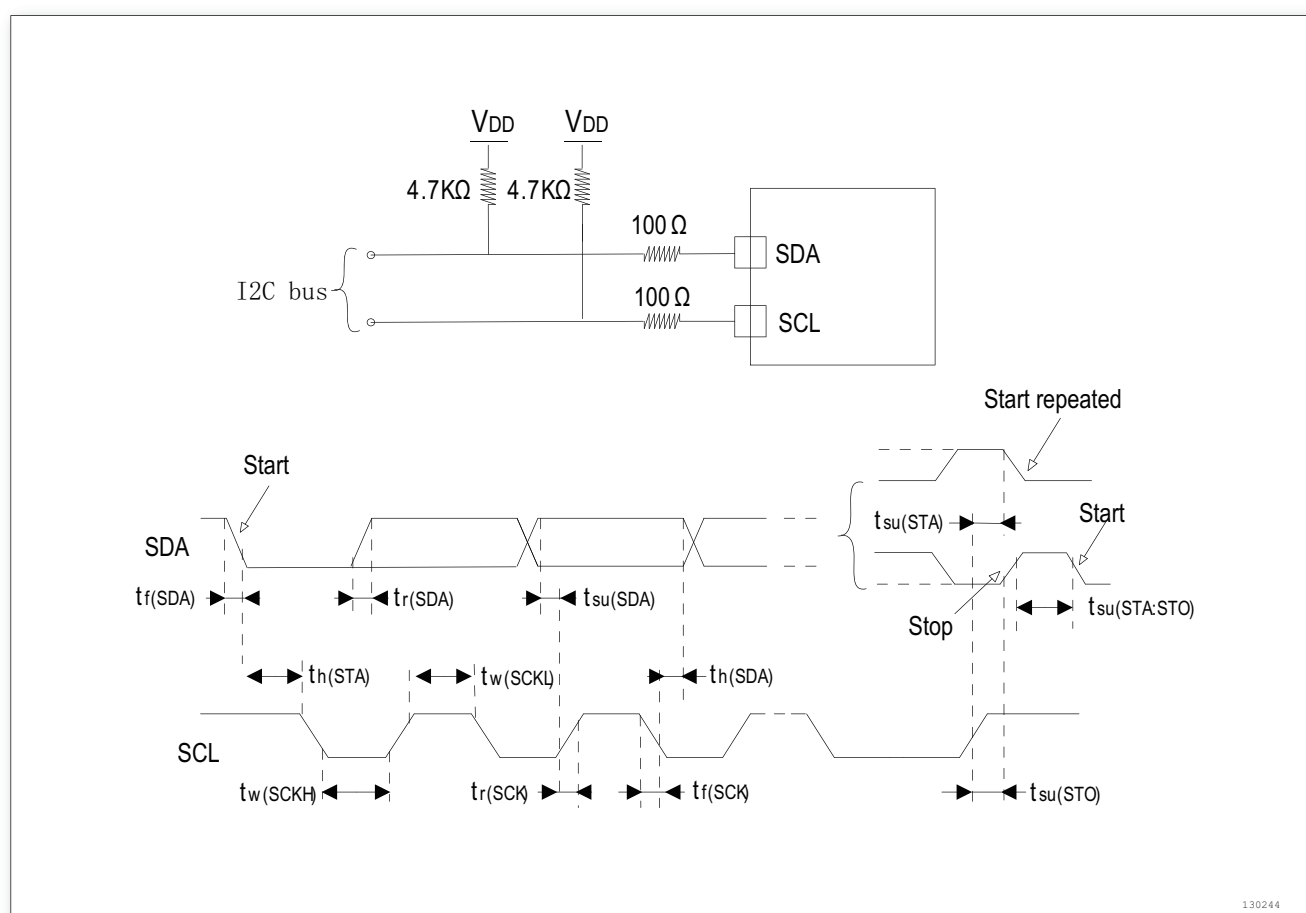 VDD VDD
4.7KΩ 4.7KΩ
100 Ω
SDA
I2C bus
100 Ω
SCL
Start repeated
Start
tsu(STA)
Start
SDA
tf(SDA) tr(SDA) tsu(SDA)
Stop
tsu(STA:STO)
th(STA) tw(SCKL) th(SDA)
SCL
tw(SCKH) tr(SCK) tf(SCK) tsu(STO)
130244